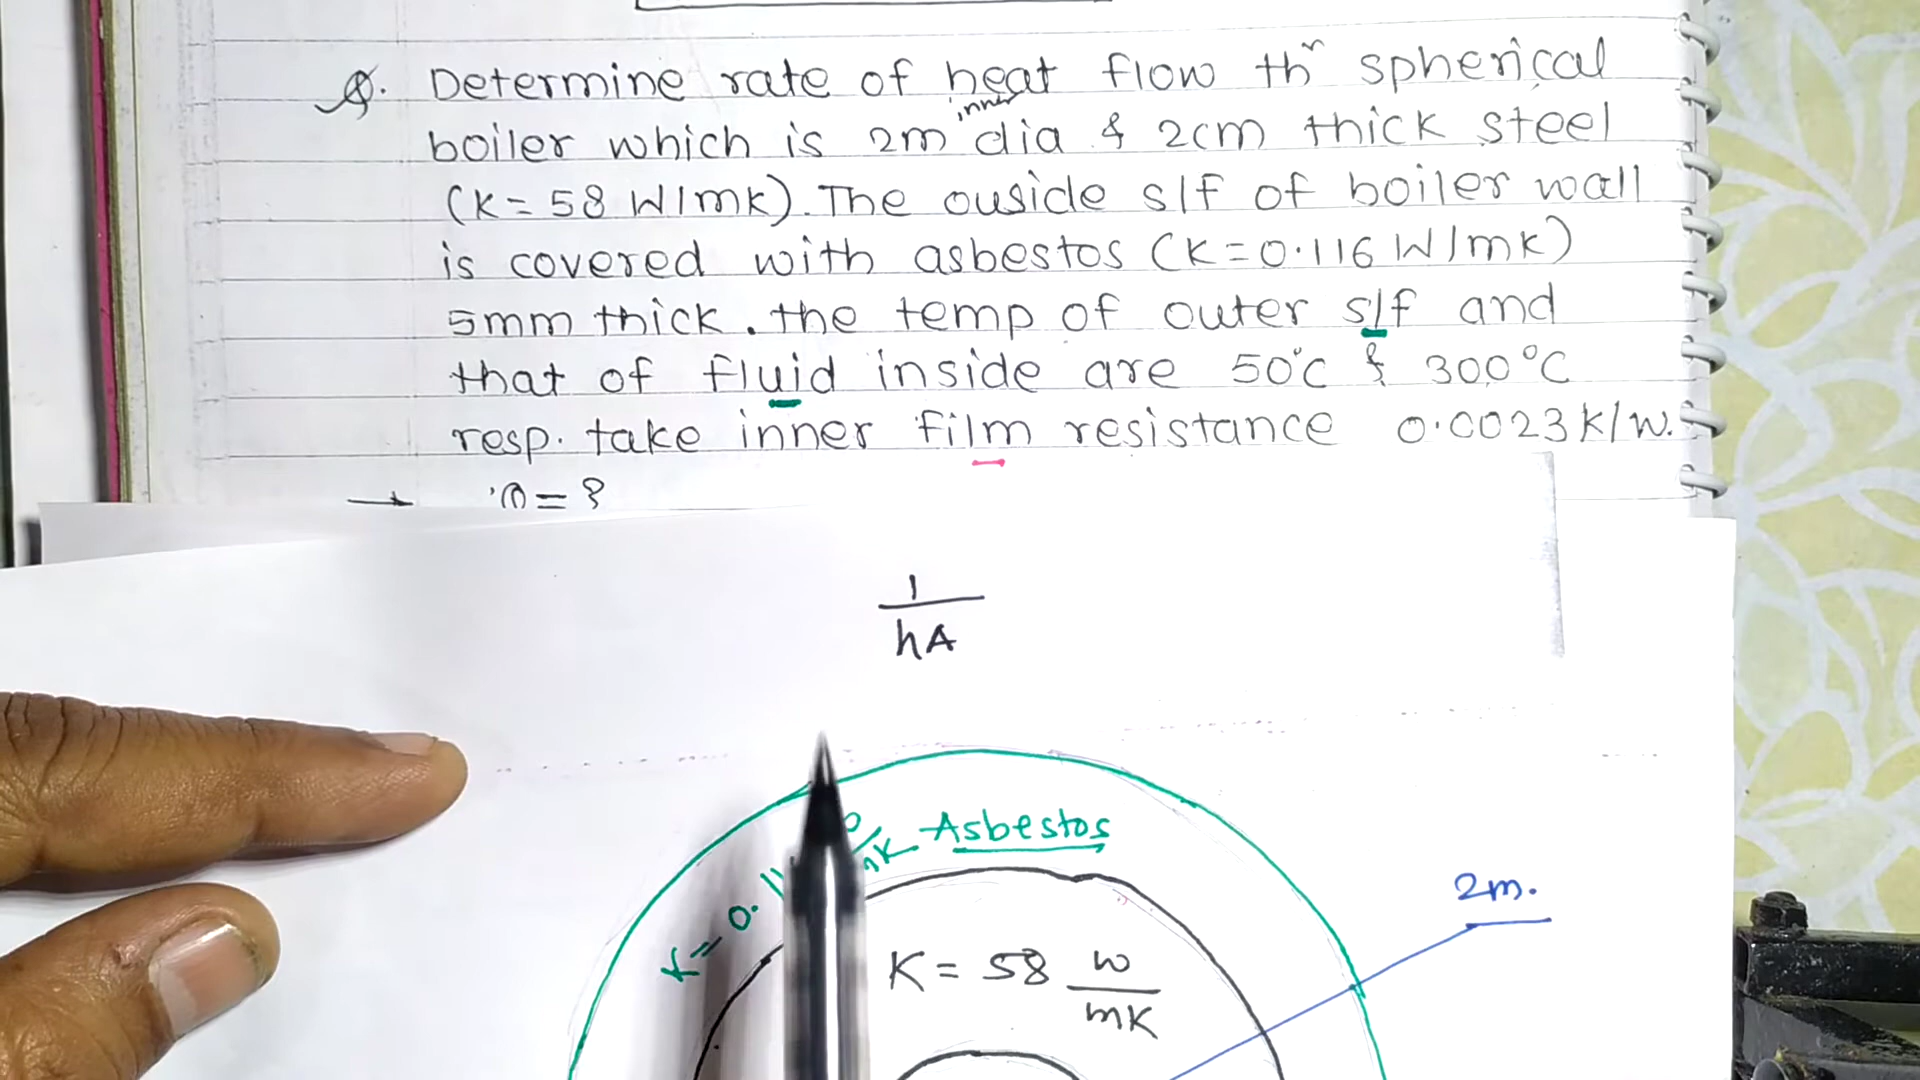 Q. Determine rate of heat flow thr spherical
inner
boiler which is 2m dia & 2cm thick steel
(K=58 W/mK). The ouside s/f of boiler wall
is covered with asbestos (K=0.116 W/mK)
5mm thick. the temp of outer s/f and
that of fluid inside are 50°C & 300°C
resp. take inner film resistance 0.0023 K/W.
→ Q = ?
1
hA
Asbestos
2m.
K = 58 w
mK